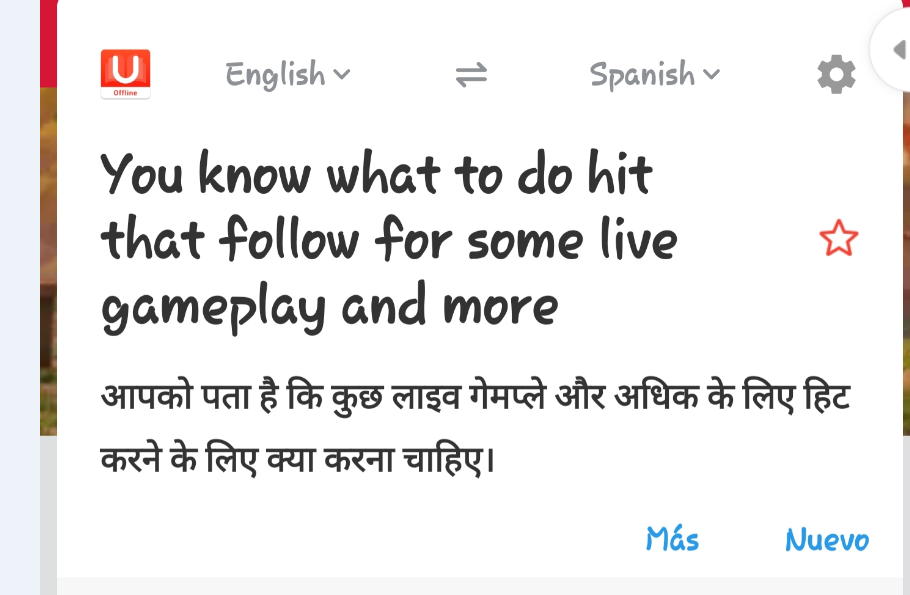 U
Offline
English
Spanish
You know what to do hit
that follow for some live
gameplay and more
आपको पता है कि कुछ लाइव गेमप्ले और अधिक के लिए हिट
करने के लिए क्या करना चाहिए।
Más
Nuevo